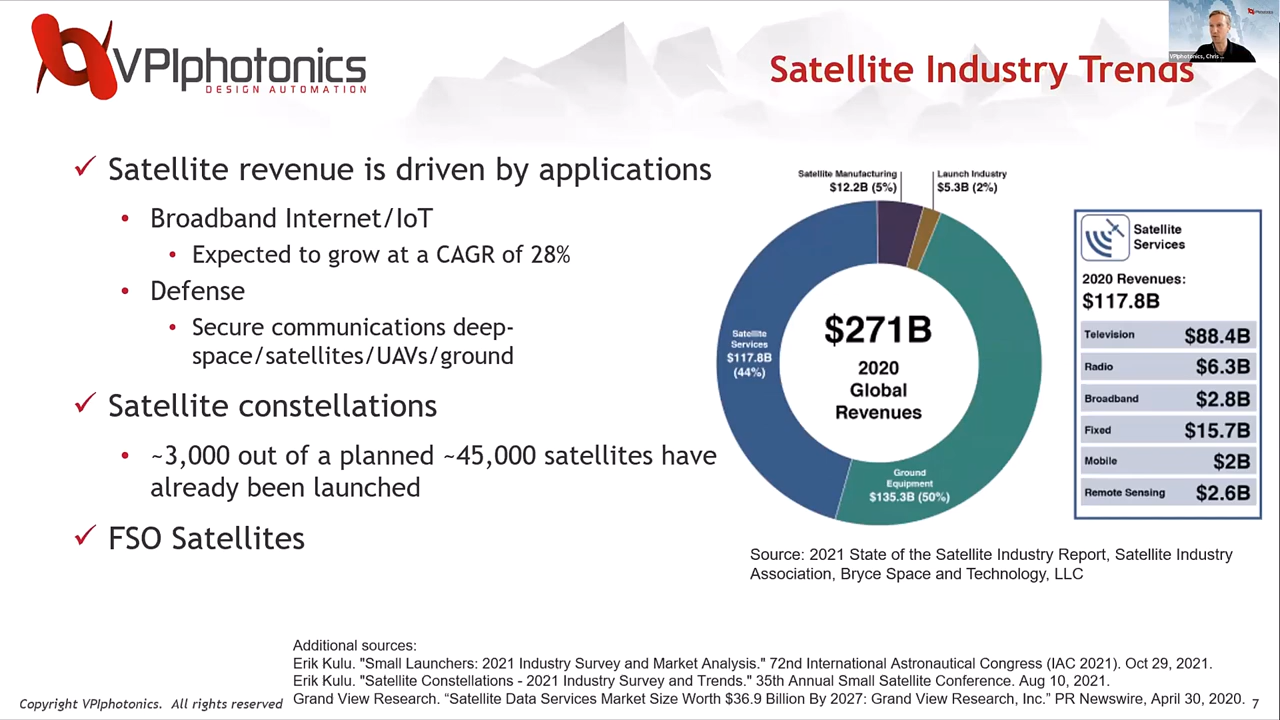 VPIphotonics
DESIGN AUTOMATION
Satellite Industry Trends
VPIphotonics, Chris ...
Satellite revenue is driven by applications
Broadband Internet/IoT
Expected to grow at a CAGR of 28%
Defense
Secure communications deep-
space/satellites/UAVs/ground
Satellite constellations
~3,000 out of a planned ~45,000 satellites have
already been launched
FSO Satellites
Satellite Manufacturing
$12.2B (5%)
Launch Industry
$5.3B (2%)
Satellite
Services
$117.8B
(44%)
$271B
2020
Global
Revenues
Ground
Equipment
$135.3B (50%)
Satellite
Services
2020 Revenues:
$117.8B
Television $88.4B
Radio $6.3B
Broadband $2.8B
Fixed $15.7B
Mobile $2B
Remote Sensing $2.6B
Source: 2021 State of the Satellite Industry Report, Satellite Industry
Association, Bryce Space and Technology, LLC
Additional sources:
Erik Kulu. "Small Launchers: 2021 Industry Survey and Market Analysis." 72nd International Astronautical Congress (IAC 2021). Oct 29, 2021.
Erik Kulu. "Satellite Constellations - 2021 Industry Survey and Trends." 35th Annual Small Satellite Conference. Aug 10, 2021.
Grand View Research. “Satellite Data Services Market Size Worth $36.9 Billion By 2027: Grand View Research, Inc.” PR Newswire, April 30, 2020.
Copyright VPIphotonics. All rights reserved
7